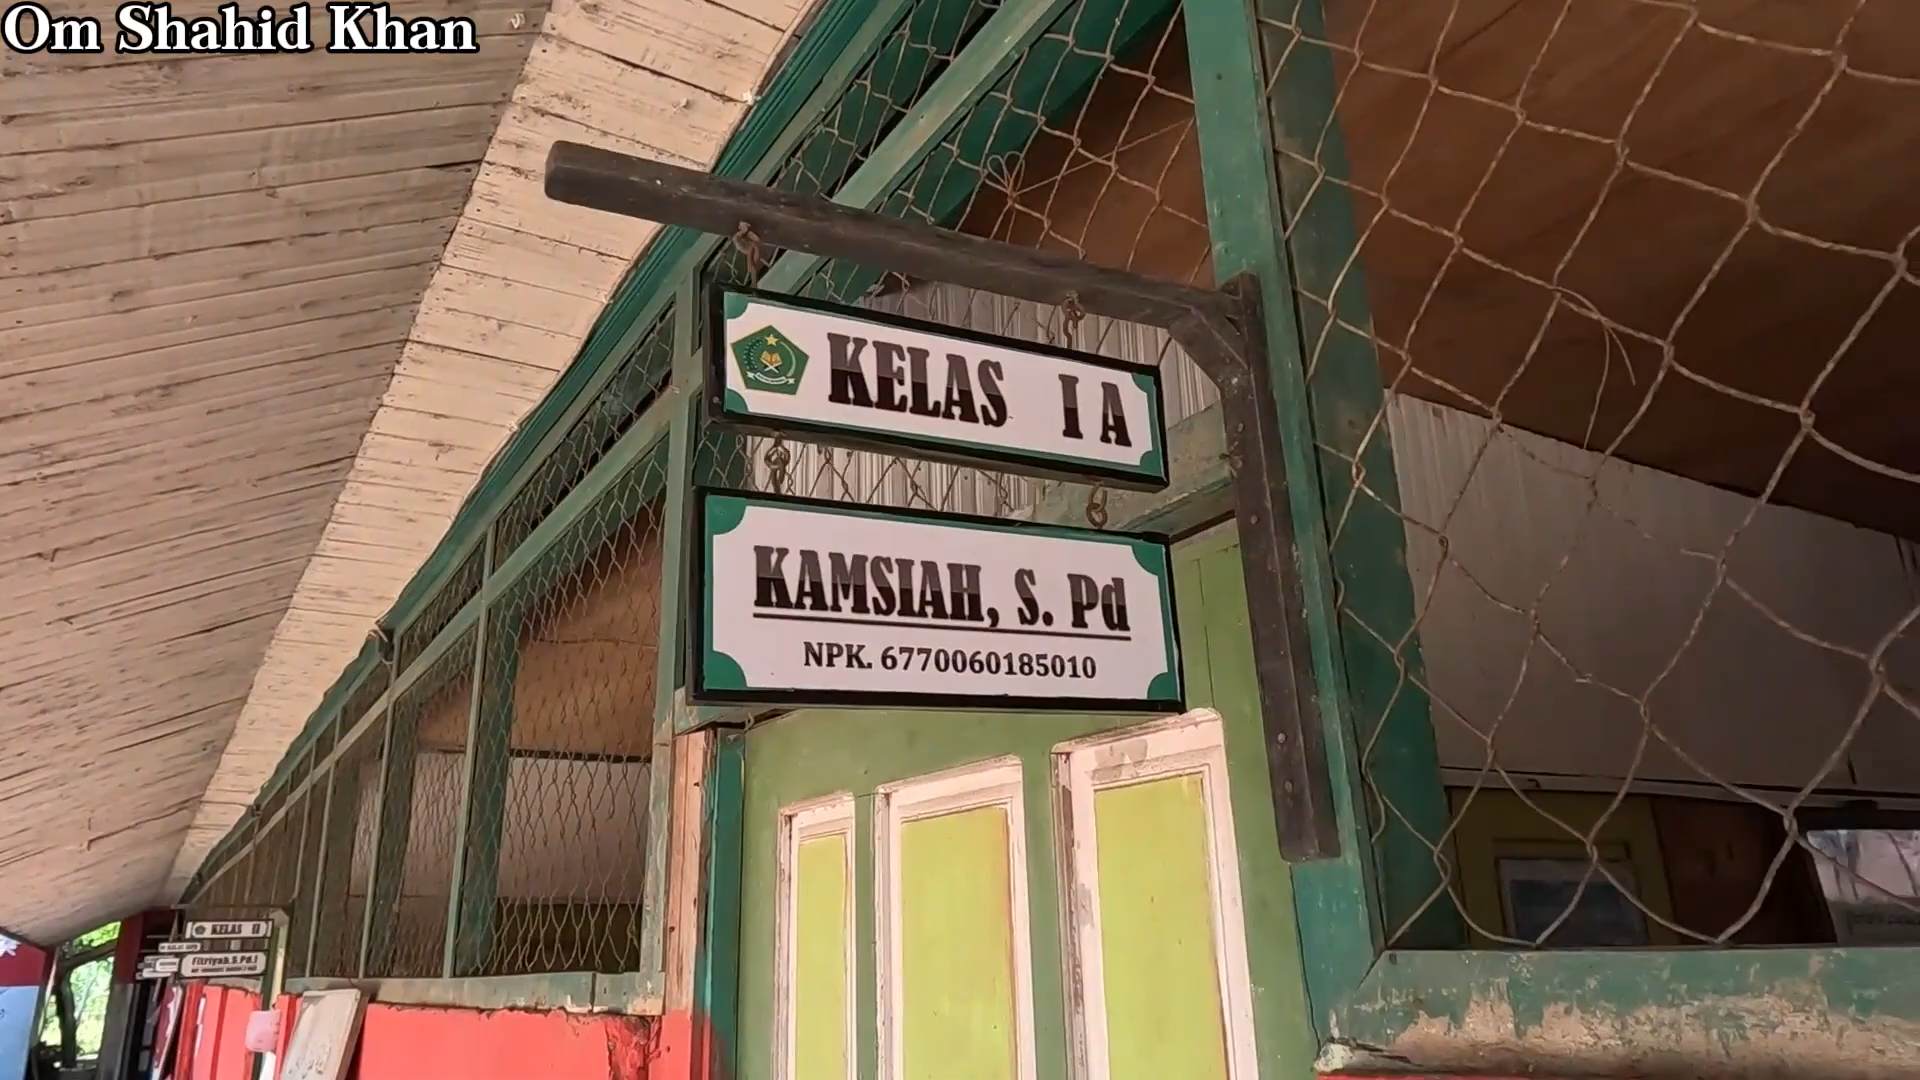 Om Shahid Khan
KELAS I A
KAMSIAH, S. Pd
NPK. 6770060185010
KELAS II
Fitriyah, S.Pd.I